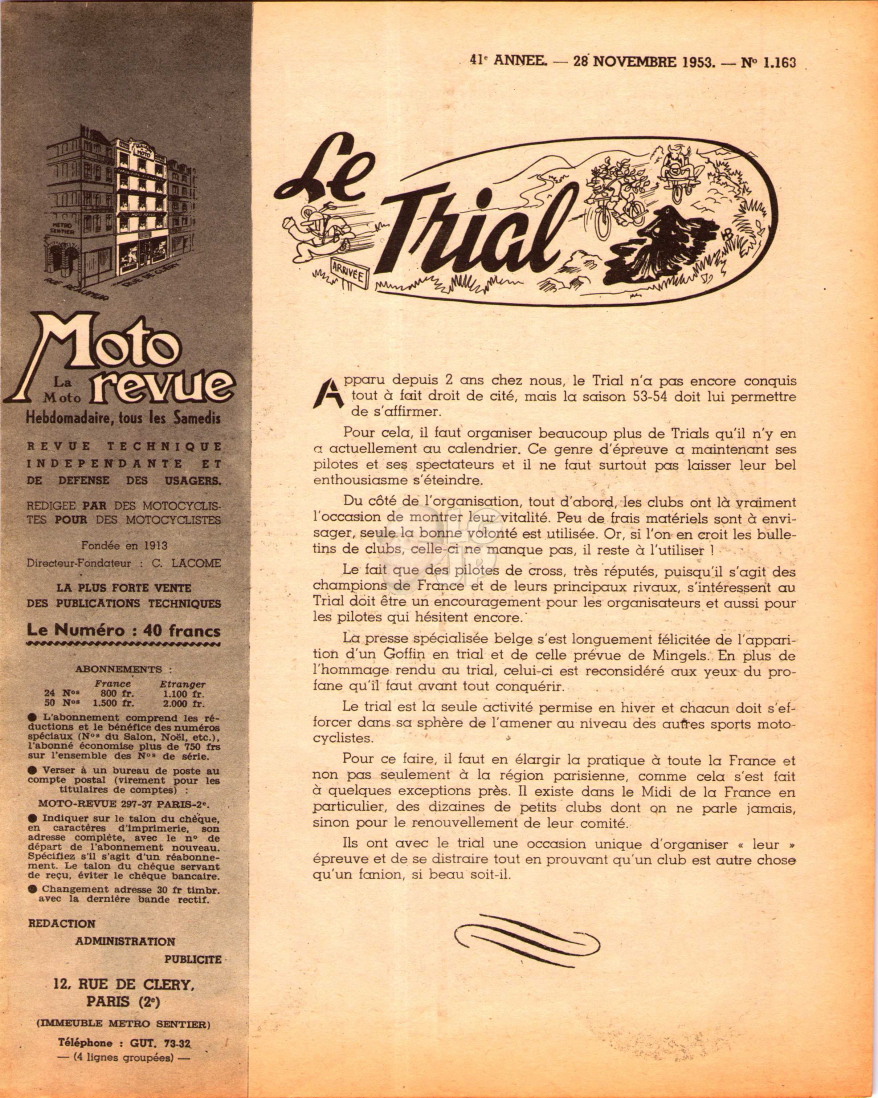 41e ANNEE. — 28 NOVEMBRE 1953. — No 1.163
Le
Trial
ARRIVÉE
METRO
SENTIER
RUE REAUMUR
RUE DE CLERY
Moto
La
Moto revue
Hebdomadaire, tous les Samedis
REVUE TECHNIQUE
INDEPENDANTE ET
DE DEFENSE DES USAGERS.
REDIGEE PAR DES MOTOCYCLIS-
TES POUR DES MOTOCYCLISTES
Fondée en 1913
Directeur-Fondateur : C. LACOME
LA PLUS FORTE VENTE
DES PUBLICATIONS TECHNIQUES
Le Numéro : 40 francs
ABONNEMENTS :
France Etranger
24 Nos 800 fr. 1.100 fr.
50 Nos 1.500 fr. 2.000 fr.
● L'abonnement comprend les ré-
ductions et le bénéfice des numéros
spéciaux (Nos du Salon, Noël, etc.),
l'abonné économise plus de 750 frs
sur l'ensemble des Nos de série.
● Verser à un bureau de poste au
compte postal (virement pour les
titulaires de comptes) :
MOTO-REVUE 297-37 PARIS-2e.
● Indiquer sur le talon du chèque,
en caractères d'imprimerie, son
adresse complète, avec le no de
départ de l'abonnement nouveau.
Spécifiez s'il s'agit d'un réabonne-
ment. Le talon du chèque servant
de reçu, éviter le chèque bancaire.
● Changement adresse 30 fr timbr.
avec la dernière bande rectif.
REDACTION
ADMINISTRATION
PUBLICITE
12, RUE DE CLERY,
PARIS (2e)
(IMMEUBLE METRO SENTIER)
Téléphone : GUT. 73-32
— (4 lignes groupées) —
Apparu depuis 2 ans chez nous, le Trial n'a pas encore conquis
tout à fait droit de cité, mais la saison 53-54 doit lui permettre
de s'affirmer.
Pour cela, il faut organiser beaucoup plus de Trials qu'il n'y en
a actuellement au calendrier. Ce genre d'épreuve a maintenant ses
pilotes et ses spectateurs et il ne faut surtout pas laisser leur bel
enthousiasme s'éteindre.
Du côté de l'organisation, tout d'abord, les clubs ont là vraiment
l'occasion de montrer leur vitalité. Peu de frais matériels sont à envi-
sager, seule la bonne volonté est utilisée. Or, si l'on en croit les bulle-
tins de clubs, celle-ci ne manque pas, il reste à l'utiliser !
Le fait que des pilotes de cross, très réputés, puisqu'il s'agit des
champions de France et de leurs principaux rivaux, s'intéressent au
Trial doit être un encouragement pour les organisateurs et aussi pour
les pilotes qui hésitent encore.
La presse spécialisée belge s'est longuement félicitée de l'appari-
tion d'un Goffin en trial et de celle prévue de Mingels. En plus de
l'hommage rendu au trial, celui-ci est reconsidéré aux yeux du pro-
fane qu'il faut avant tout conquérir.
Le trial est la seule activité permise en hiver et chacun doit s'ef-
forcer dans sa sphère de l'amener au niveau des autres sports moto-
cyclistes.
Pour ce faire, il faut en élargir la pratique à toute la France et
non pas seulement à la région parisienne, comme cela s'est fait
à quelques exceptions près. Il existe dans le Midi de la France en
particulier, des dizaines de petits clubs dont on ne parle jamais,
sinon pour le renouvellement de leur comité.
Ils ont avec le trial une occasion unique d'organiser « leur »
épreuve et de se distraire tout en prouvant qu'un club est autre chose
qu'un fanion, si beau soit-il.